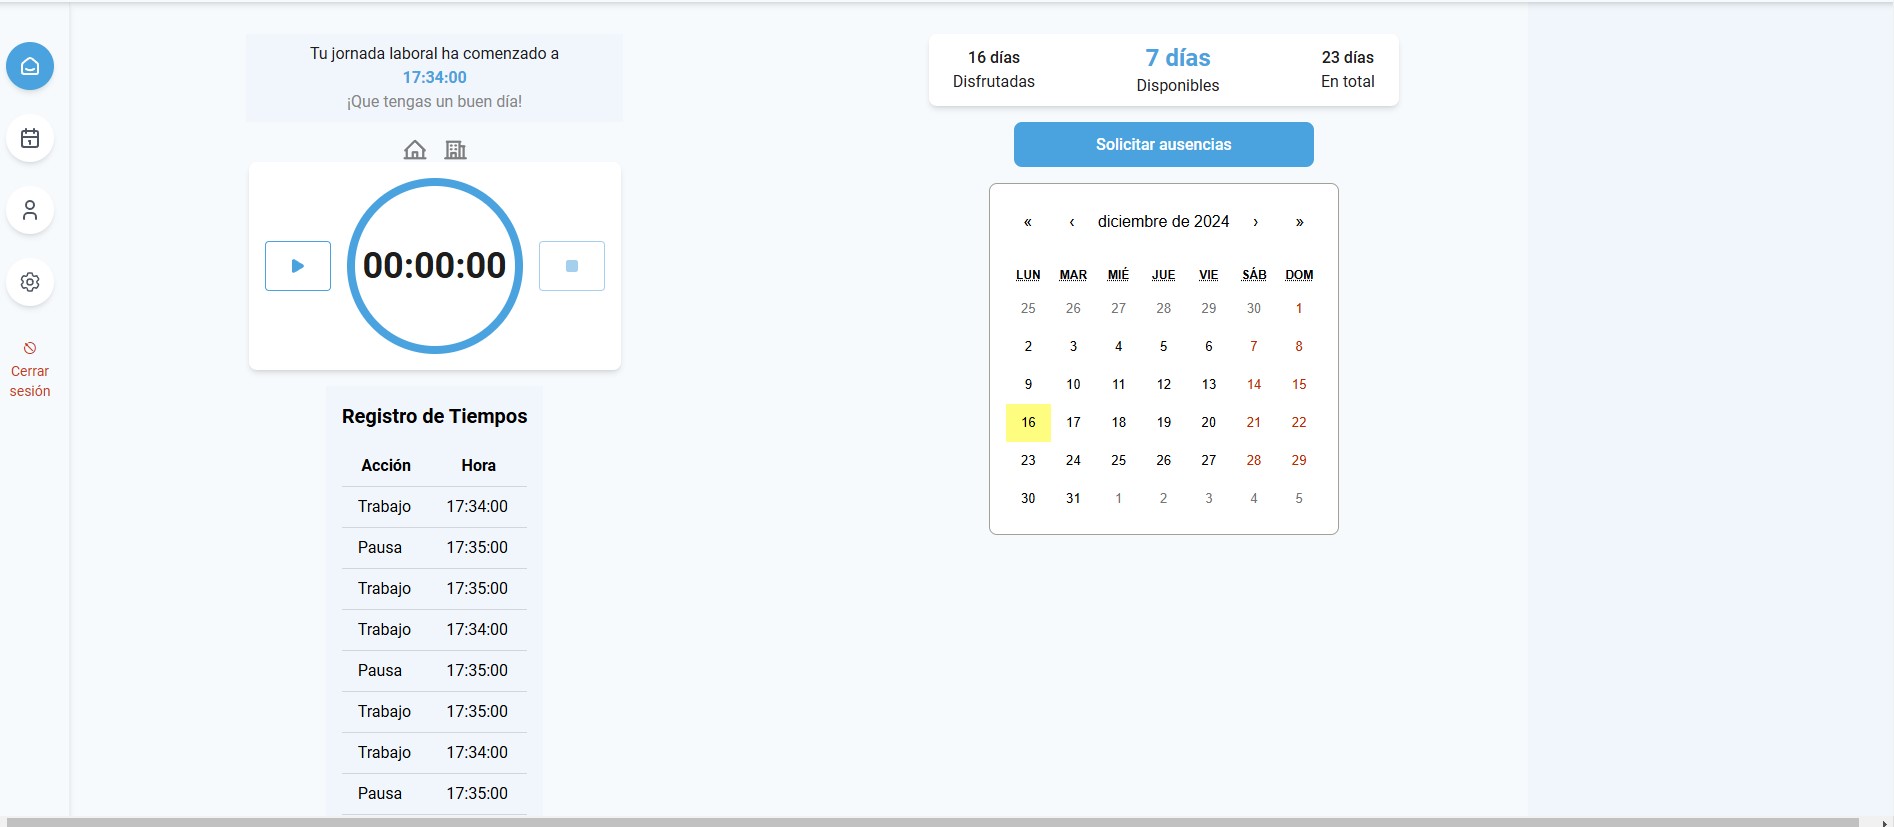 Cerrar
sesión
Tu jornada laboral ha comenzado a
17:34:00
¡Que tengas un buen día!
00:00:00
Registro de Tiempos
Acción Hora
Trabajo 17:34:00
Pausa 17:35:00
Trabajo 17:35:00
Trabajo 17:34:00
Pausa 17:35:00
Trabajo 17:35:00
Trabajo 17:34:00
Pausa 17:35:00
16 días 7 días 23 días
Disfrutadas Disponibles En total
Solicitar ausencias
« ‹ diciembre de 2024 › »
LUN MAR MIÉ JUE VIE SÁB DOM
25 26 27 28 29 30 1
2 3 4 5 6 7 8
9 10 11 12 13 14 15
16 17 18 19 20 21 22
23 24 25 26 27 28 29
30 31 1 2 3 4 5